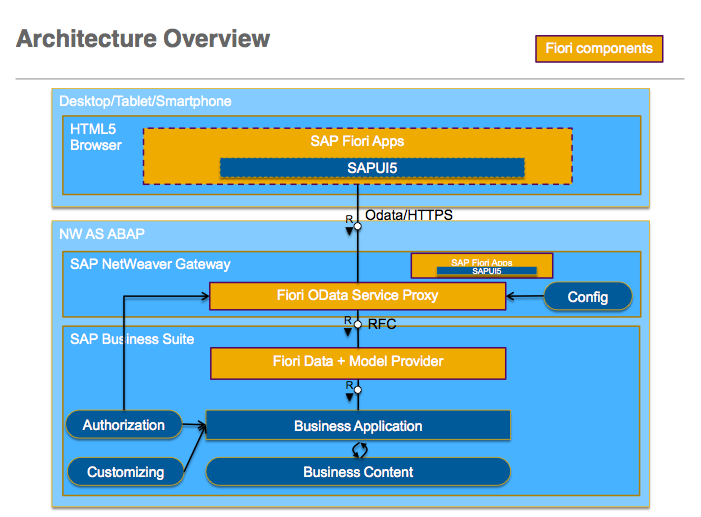 Architecture Overview
Fiori components
Desktop/Tablet/Smartphone
HTML5
Browser
SAP Fiori Apps
SAPUI5
R
Odata/HTTPS
NW AS ABAP
SAP NetWeaver Gateway
SAP Fiori Apps
SAPUI5
Fiori OData Service Proxy
Config
R
RFC
SAP Business Suite
Fiori Data + Model Provider
R
Authorization
Business Application
Customizing
Business Content